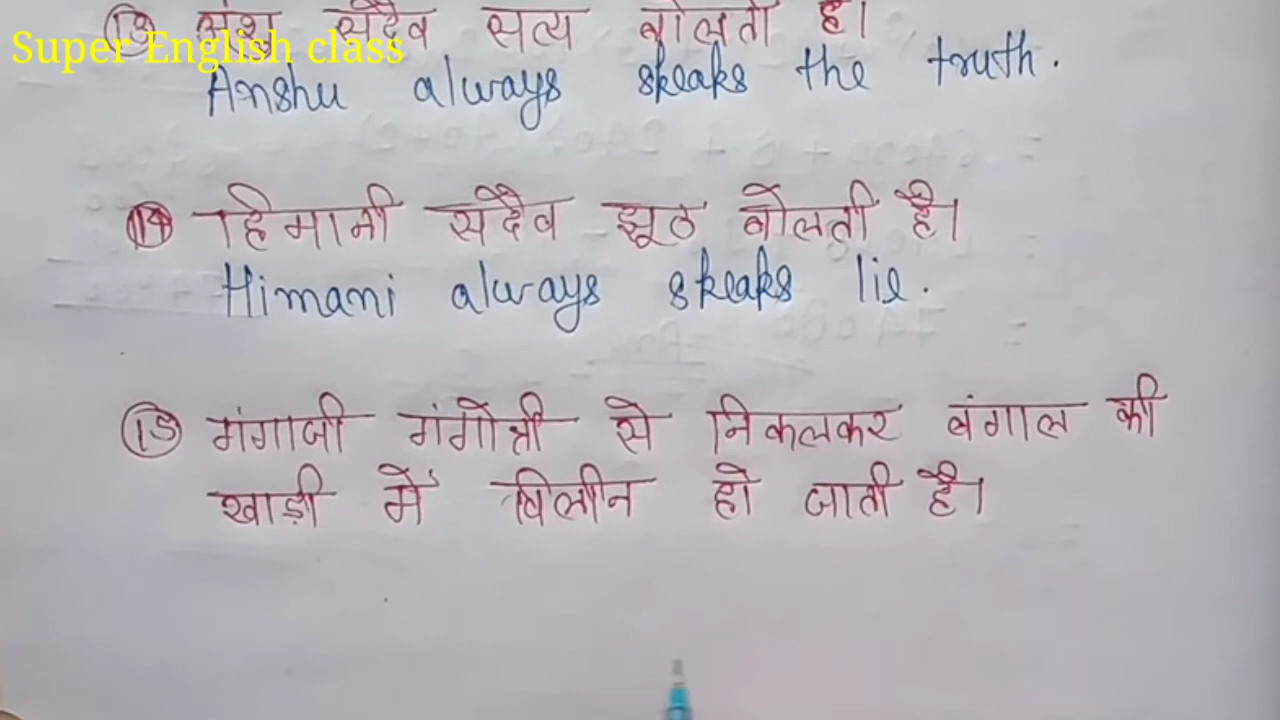 Super English class
(13) अंशु सदैव सत्य बोलता है।
Anshu always speaks the truth.
(14) हिमानी सदैव झूठ बोलती है।
Himani always speaks lie.
(15) गंगाजी गंगोत्री से निकलकर बंगाल की
खाड़ी में विलीन हो जाती है।